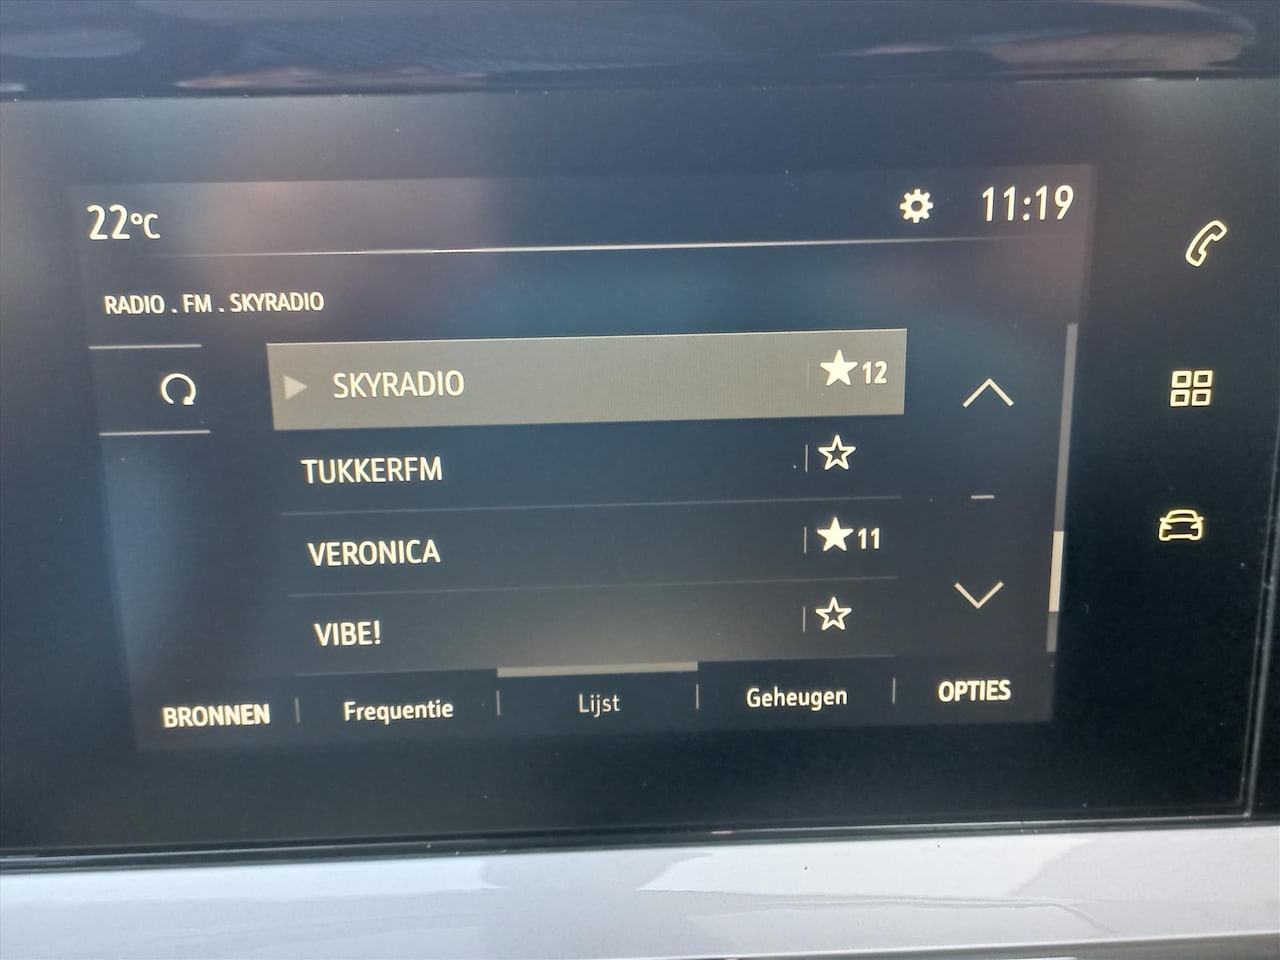 22°C
11:19
RADIO . FM . SKYRADIO
SKYRADIO 12
TUKKERFM
VERONICA 11
VIBE!
BRONNEN Frequentie Lijst Geheugen OPTIES